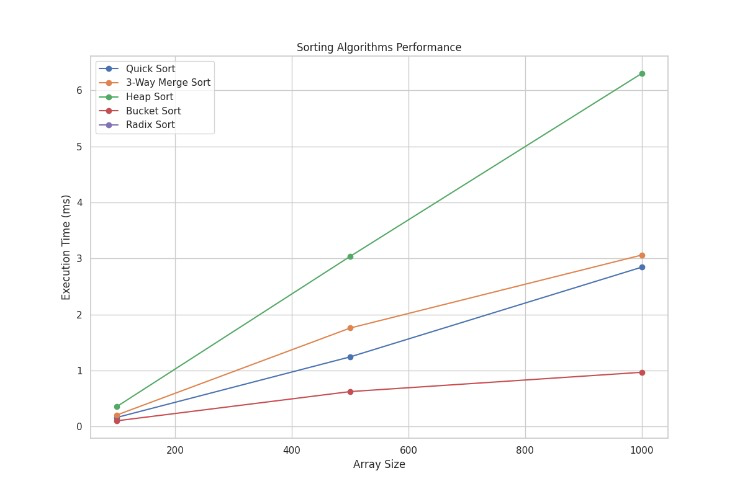 Sorting Algorithms Performance
Quick Sort
3-Way Merge Sort
Heap Sort
Bucket Sort
Radix Sort
6
5
4
3
2
1
0
Execution Time (ms)
200 400 600 800 1000
Array Size